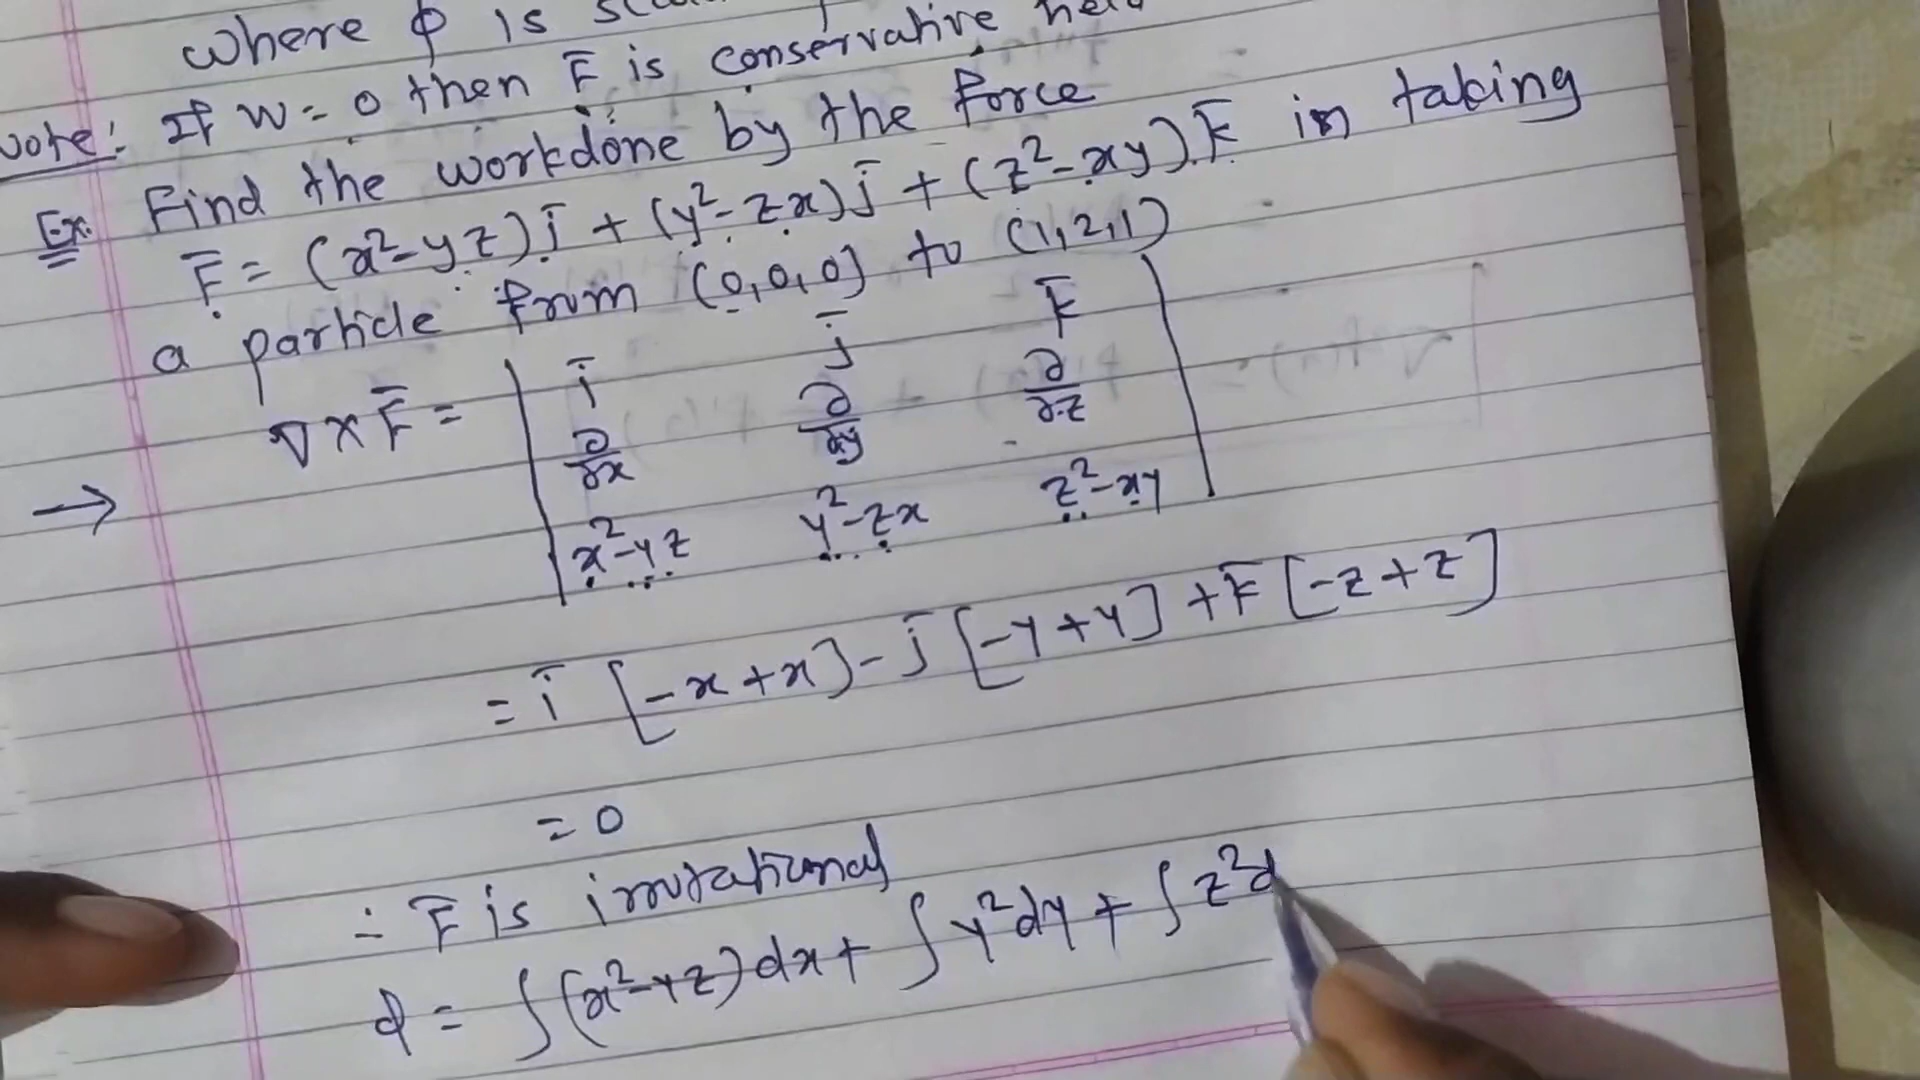 where φ is
Note: If W = 0 then F̄ is conservative field
Ex. Find the workdone by the force
F̄ = (x²-yz)ī + (y²-zx)j̄ + (z²-xy).k̄ in taking
a particle from (0,0,0) to (1,2,1)
→ ∇×F̄ = | ī j̄ k̄ |
∂/∂x ∂/∂y ∂/∂z
x²-yz y²-zx z²-xy
= ī [-x+x] - j̄ [-y+y] + k̄ [-z+z]
= 0
∴ F̄ is irrotational
φ = ∫(x²-yz)dx + ∫y²dy + ∫z²d